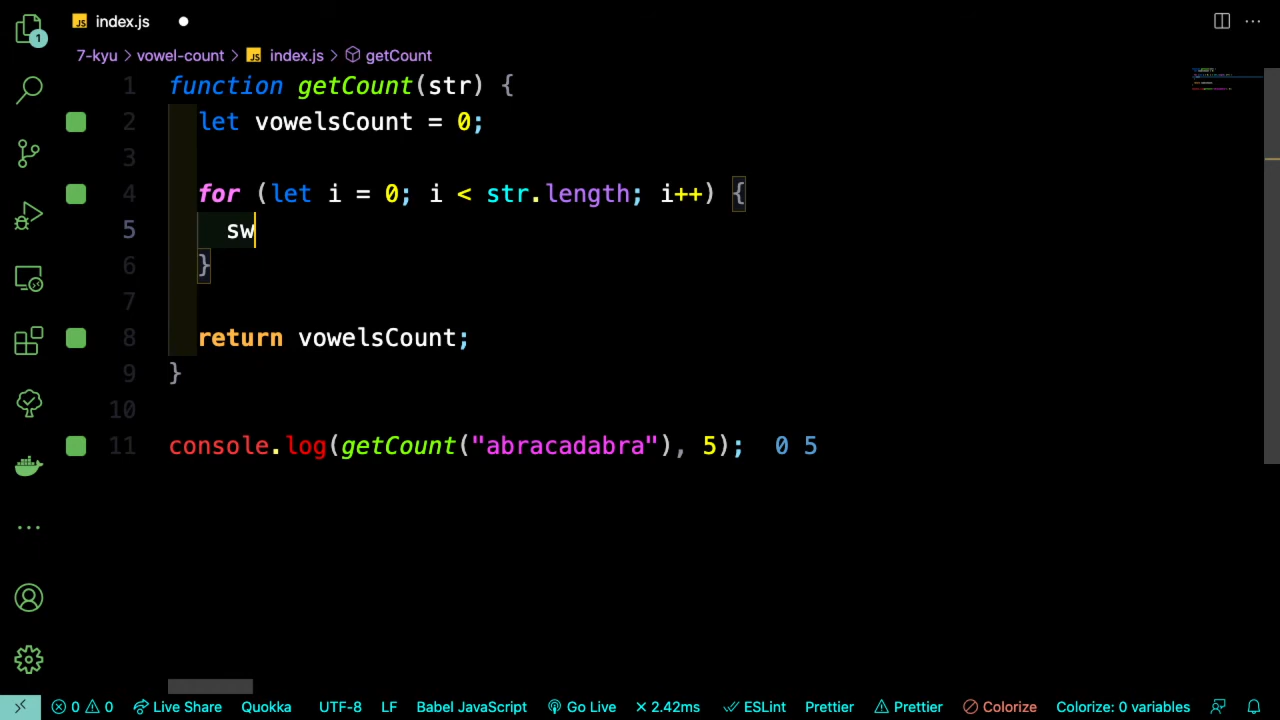 index.js
7-kyu > vowel-count > JS index.js > getCount
1 function getCount(str) {
2 let vowelsCount = 0;
3
4 for (let i = 0; i < str.length; i++) {
5 sw
6 }
7
8 return vowelsCount;
9 }
10
11 console.log(getCount("abracadabra"), 5); 0 5
1
JS
0 0 Live Share Quokka UTF-8 LF Babel JavaScript Go Live × 2.42ms ESLint Prettier Prettier Colorize Colorize: 0 variables